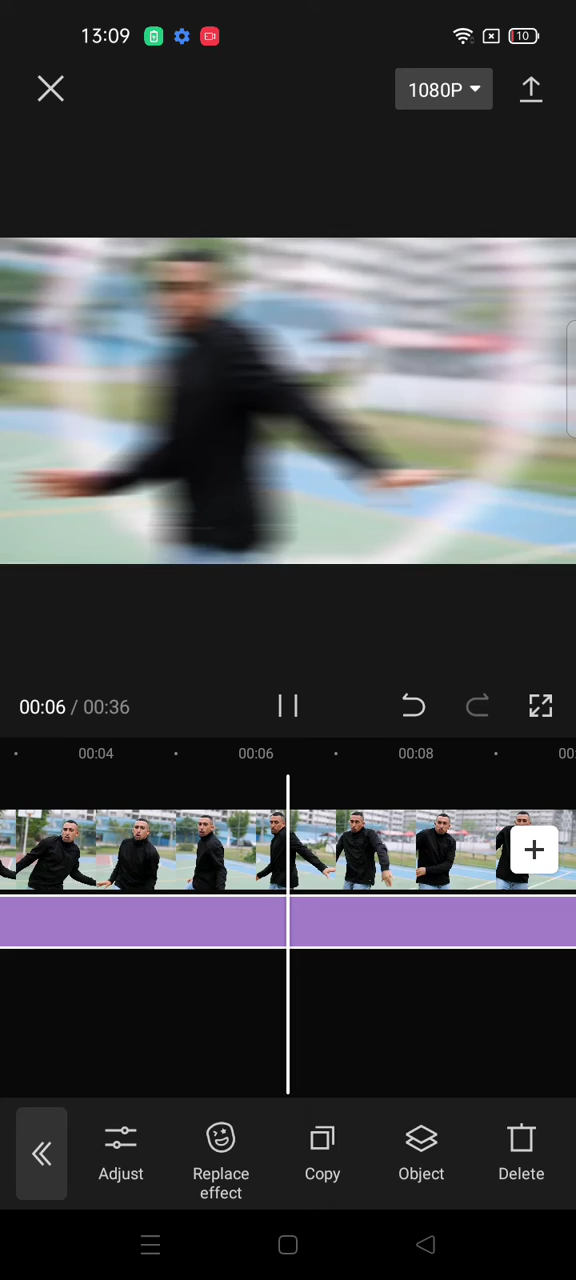 13:09
10
1080P
00:06 / 00:36
00:04
00:06
00:08
Adjust
Replace effect
Copy
Object
Delete